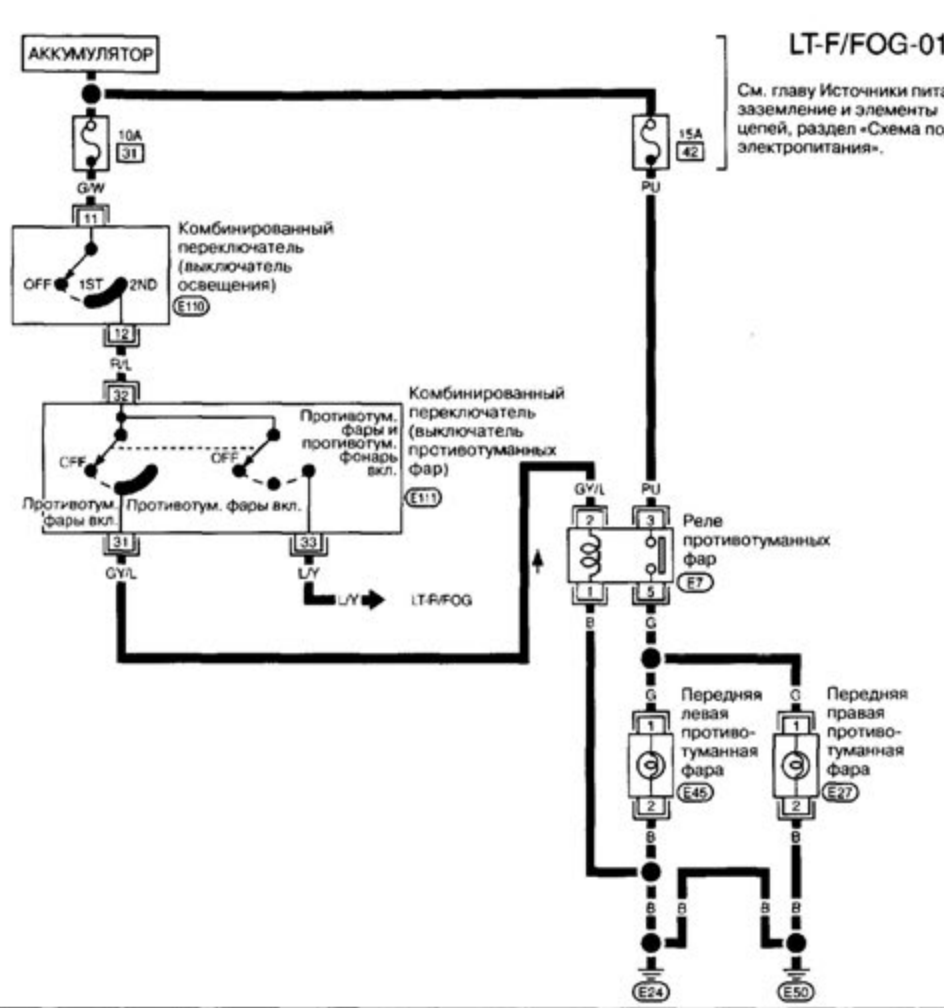 LT-F/FOG-01
АККУМУЛЯТОР
См. главу Источники пита
заземление и элементы
цепей, раздел «Схема по
электропитания».
10A
31
15A
42
G/W
PU
11
Комбинированный
переключатель
(выключатель
освещения)
E110
OFF 1ST 2ND
12
R/L
32
Комбинированный
переключатель
(выключатель
противотуманных
фар)
E111
Противотум.
фары и
противотум.
фонарь
вкл.
OFF
OFF
Противотум.
фары вкл.
Противотум. фары вкл.
31
33
GY/L
L/Y
L/Y
LT-R/FOG
GY/L
PU
2
3
Реле
противотуманных
фар
E7
1
5
B
G
G
G
Передняя
левая
противо-
туманная
фара
E45
Передняя
правая
противо-
туманная
фара
E27
1
1
2
2
B
B
B
B
B
B
E24
E50